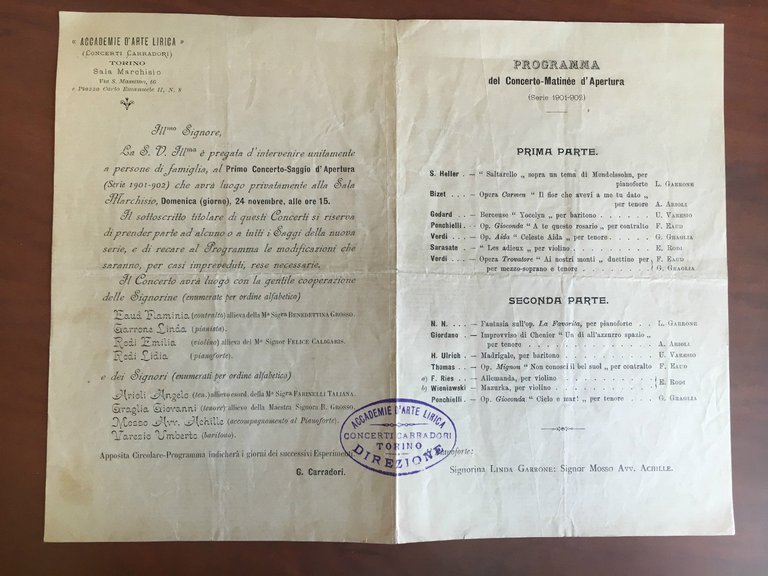 « ACCADEMIE D'ARTE LIRICA »
(CONCERTI CARRADORI)
TORINO
Sala Marchisio
Via S. Massimo, 46
e Piazza Carlo Emanuele II, N. 8
Ill.mo Signore,
La S. V. Ill.ma è pregata d'intervenire unitamente
a persone di famiglia, al Primo Concerto-Saggio d'Apertura
(Serie 1901-902) che avrà luogo privatamente alla Sala
Marchisio, Domenica (giorno), 24 novembre, alle ore 15.
Il sottoscritto titolare di questi Concerti si riserva
di prender parte ad alcuno o a tutti i Saggi della nuova
serie, e di recare al Programma le modificazioni che
saranno, per casi impreveduti, rese necessarie.
Il Concerto avrà luogo con la gentile cooperazione
delle Signorine (enumerate per ordine alfabetico)
Eaud Flaminia (contralto) allieva della Ma Sigra BENEDETTINA GROSSO.
Garrone Linda (pianista).
Rodi Emilia (violino) allieva del Mo Signor FELICE CALIGARIS.
Rodi Lidia (pianoforte).
e dei Signori (enumerati per ordine alfabetico)
Arioli Angelo (ten.) allievo esord. della Ma Sigra FARINELLI TALIANA.
Graglia Giovanni (tenore) allievo della Maestra Signora B. GROSSO.
Mosso Avv. Achille (accompagnamento al Pianoforte).
Varesio Umberto (baritono).
Apposita Circolare-Programma indicherà i giorni dei successivi Esperimenti.
G. Carradori.
ACCADEMIE D'ARTE LIRICA
CONCERTI CARRADORI
TORINO
DIREZIONE
PROGRAMMA
del Concerto-Matinée d'Apertura
(Serie 1901-902)
PRIMA PARTE.
S. Heller - “ Saltarello „ sopra un tema di Mendelssohn, per
pianoforte L. GARRONE
Bizet . . . - Opera Carmen “ Il fior che avevi a me tu dato „
per tenore A. ARIOLI
Godard . . . - Berceuse “ Yocelyn „ per baritono . . . U. VARESIO
Ponchielli . . - Op. Gioconda “ A te questo rosario „ per contralto F. EAUD
Verdi . . . - Op. Aida “ Celeste Aida „ per tenore . . . G. GRAGLIA
Sarasate . . - “ Les adieux „ per violino . . . . E. RODI
Verdi . . . - Opera Trovatore “ Ai nostri monti „ duettino per F. EAUD
per mezzo-soprano e tenore . . . . G. GRAGLIA
SECONDA PARTE.
N. N. . . . - Fantasia sull'op. La Favorita, per pianoforte . L. GARRONE
Giordano . . . - Improvviso di Chenier “ Un dì all'azzurro spazio „
per tenore . . . . A. ARIOLI
H. Ulrich . . - Madrigale, per baritono . . . . U. VARESIO
Thomas . . . - Op. Mignon “ Non conosci il bel suol „ per contralto F. EAUD
a) F. Ries . . . - Allemanda, per violino . . . . E. RODI
b) Wieniawski - Mazurka, per violino . . . .
Ponchielli . . - Op. Gioconda “ Cielo e mar! „ per tenore . . G. GRAGLIA
Pianoforte:
Signorina LINDA GARRONE: Signor MOSSO AVV. ACHILLE.